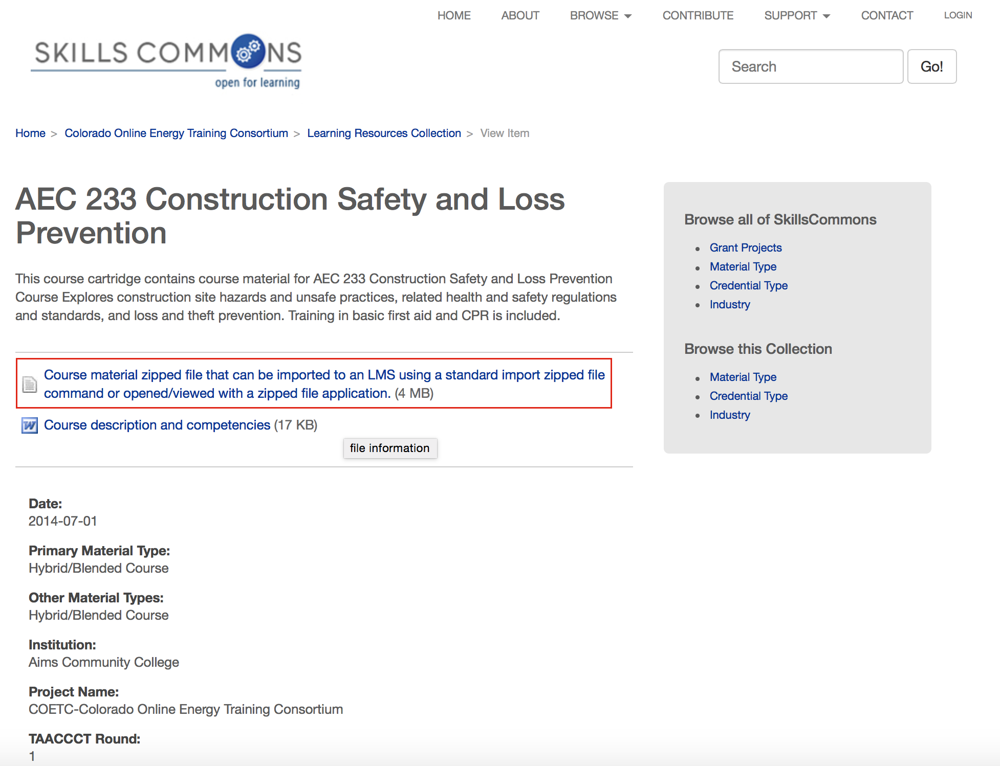 HOME ABOUT BROWSE CONTRIBUTE SUPPORT CONTACT LOGIN
SKILLS COMMONS
open for learning
Search Go!
Home > Colorado Online Energy Training Consortium > Learning Resources Collection > View Item
AEC 233 Construction Safety and Loss
Prevention
This course cartridge contains course material for AEC 233 Construction Safety and Loss Prevention
Course Explores construction site hazards and unsafe practices, related health and safety regulations
and standards, and loss and theft prevention. Training in basic first aid and CPR is included.
Course material zipped file that can be imported to an LMS using a standard import zipped file
command or opened/viewed with a zipped file application. (4 MB)
W Course description and competencies (17 KB)
file information
Date:
2014-07-01
Primary Material Type:
Hybrid/Blended Course
Other Material Types:
Hybrid/Blended Course
Institution:
Aims Community College
Project Name:
COETC-Colorado Online Energy Training Consortium
TAACCCT Round:
1
Browse all of SkillsCommons
• Grant Projects
• Material Type
• Credential Type
• Industry
Browse this Collection
• Material Type
• Credential Type
• Industry